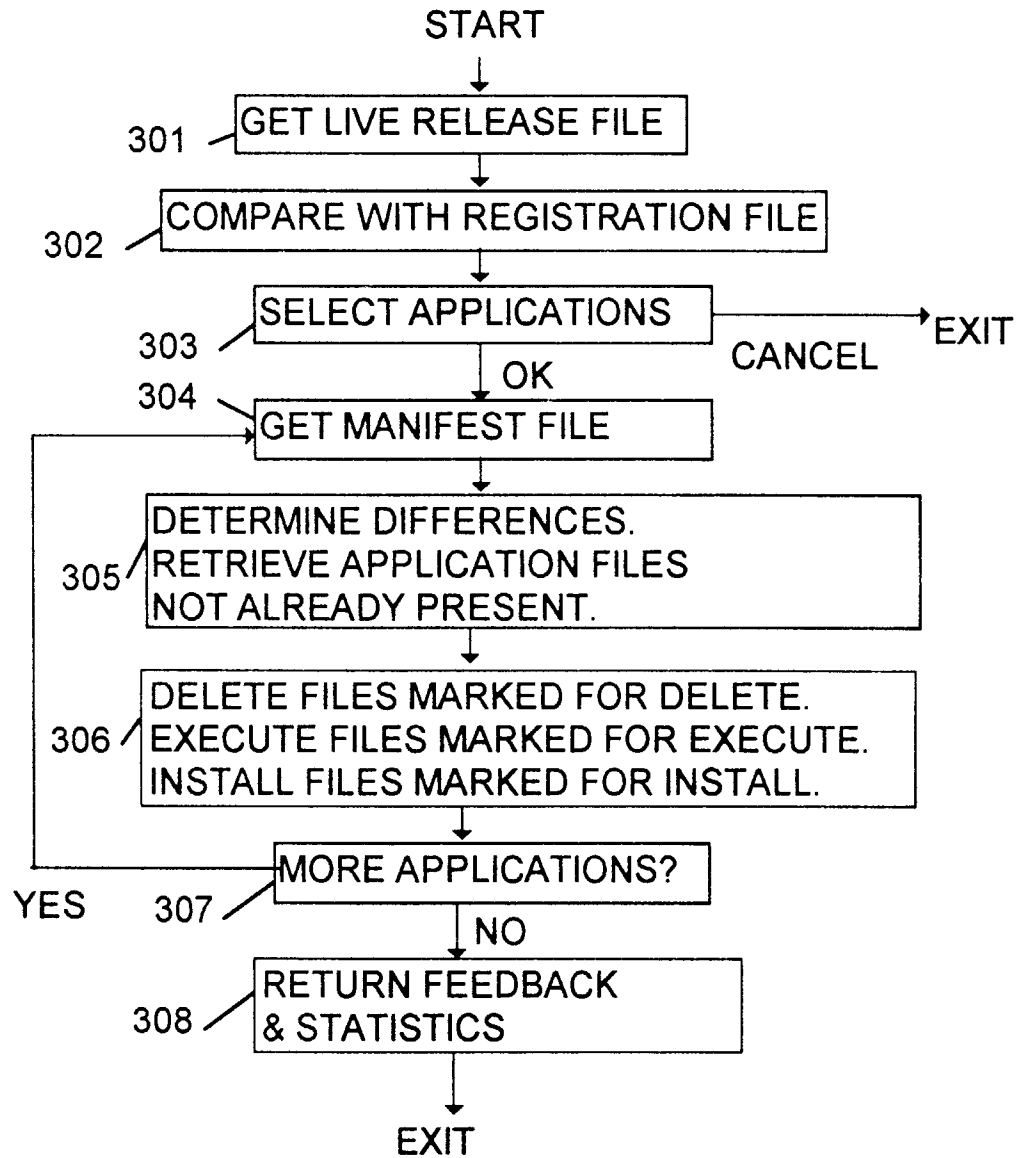 START
301
GET LIVE RELEASE FILE
302
COMPARE WITH REGISTRATION FILE
303
SELECT APPLICATIONS
CANCEL
EXIT
OK
304
GET MANIFEST FILE
305
DETERMINE DIFFERENCES.
RETRIEVE APPLICATION FILES
NOT ALREADY PRESENT.
306
DELETE FILES MARKED FOR DELETE.
EXECUTE FILES MARKED FOR EXECUTE.
INSTALL FILES MARKED FOR INSTALL.
MORE APPLICATIONS?
YES
307
NO
308
RETURN FEEDBACK
& STATISTICS
EXIT